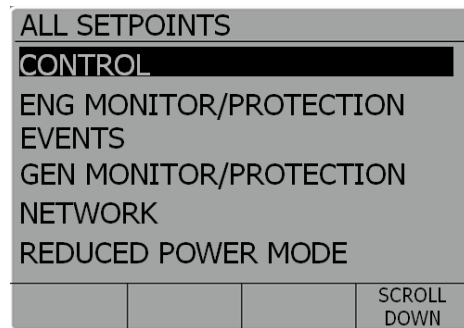 ALL SETPOINTS
CONTROL
ENG MONITOR/PROTECTION
EVENTS
GEN MONITOR/PROTECTION
NETWORK
REDUCED POWER MODE
SCROLL
DOWN